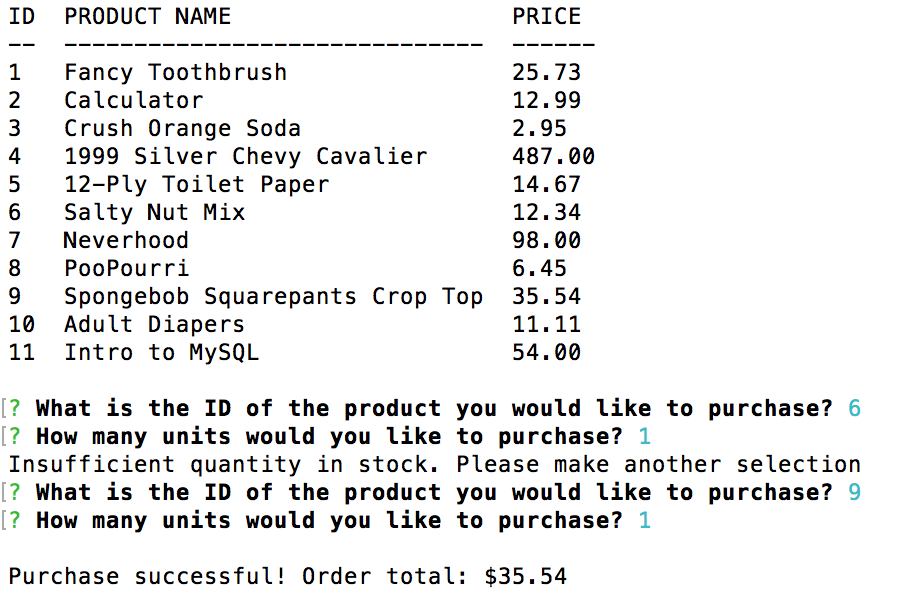 ID  PRODUCT NAME                    PRICE
--  ------------------------------  ------
1   Fancy Toothbrush                25.73
2   Calculator                      12.99
3   Crush Orange Soda               2.95
4   1999 Silver Chevy Cavalier      487.00
5   12-Ply Toilet Paper             14.67
6   Salty Nut Mix                   12.34
7   Neverhood                       98.00
8   PooPourri                       6.45
9   Spongebob Squarepants Crop Top  35.54
10  Adult Diapers                   11.11
11  Intro to MySQL                  54.00
[? What is the ID of the product you would like to purchase? 6
[? How many units would you like to purchase? 1
Insufficient quantity in stock. Please make another selection
[? What is the ID of the product you would like to purchase? 9
[? How many units would you like to purchase? 1
Purchase successful! Order total: $35.54